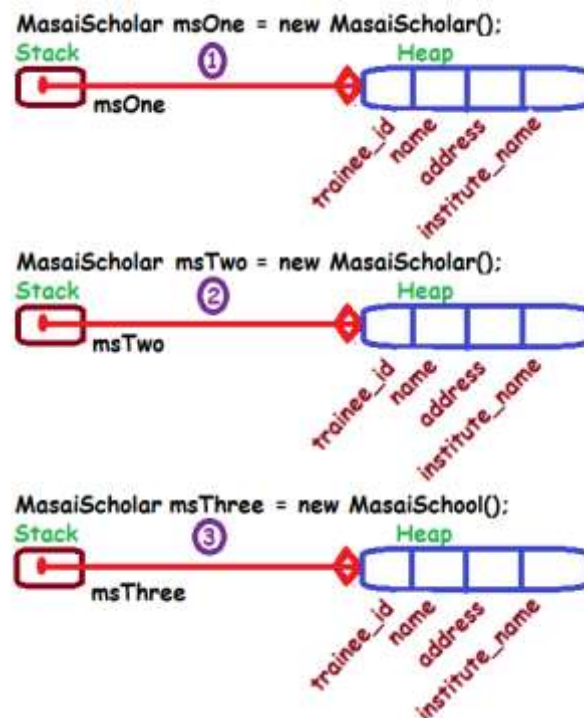 MasaiScholar msOne = new MasaiScholar();
Stack
1
Heap
msOne
trainee_id
name
address
institute_name
MasaiScholar msTwo = new MasaiScholar();
Stack
2
Heap
msTwo
trainee_id
name
address
institute_name
MasaiScholar msThree = new MasaiSchool();
Stack
3
Heap
msThree
trainee_id
name
address
institute_name